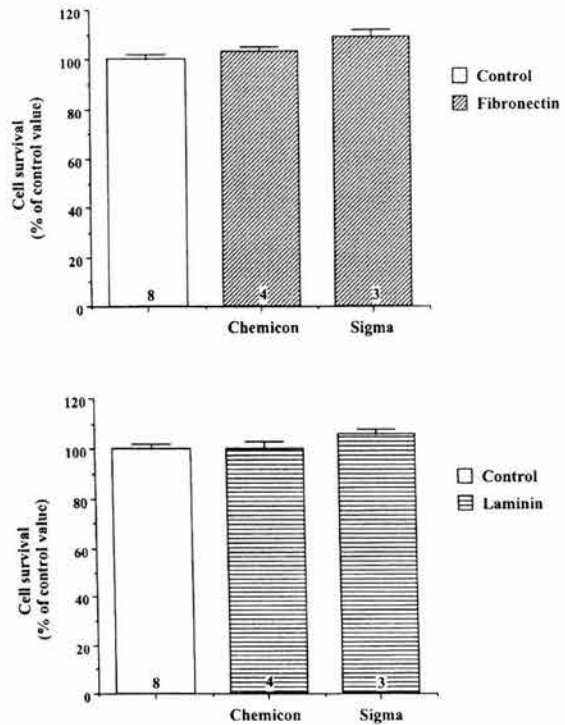 120
100
80
60
40
20
0
Cell survival
(% of control value)
8
4
3
Chemicon
Sigma
Control
Fibronectin
120
100
80
60
40
20
0
Cell survival
(% of control value)
8
4
3
Chemicon
Sigma
Control
Laminin